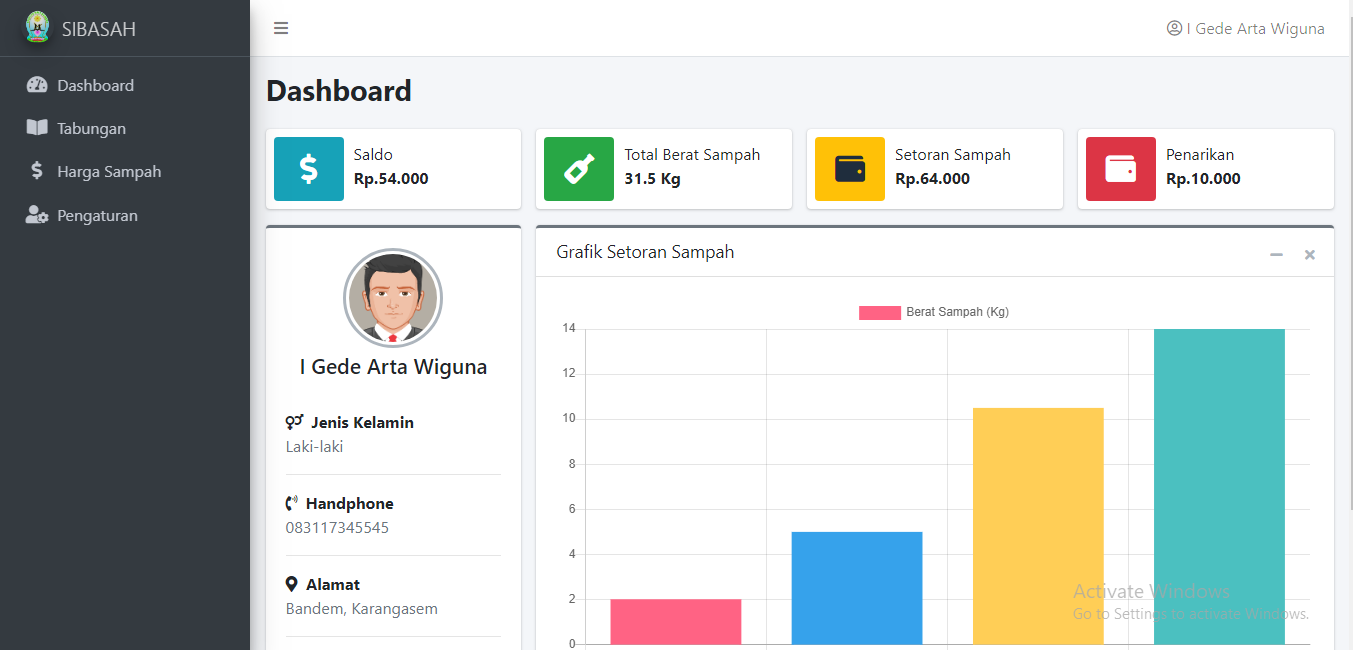 SIBASAH
I Gede Arta Wiguna
Dashboard
Tabungan
Harga Sampah
Pengaturan
Dashboard
Saldo
Rp.54.000
Total Berat Sampah
31.5 Kg
Setoran Sampah
Rp.64.000
Penarikan
Rp.10.000
I Gede Arta Wiguna
Jenis Kelamin
Laki-laki
Handphone
083117345545
Alamat
Bandem, Karangasem
Grafik Setoran Sampah
Berat Sampah (Kg)
14
12
10
8
6
4
2
0
Activate Windows
Go to Settings to activate Windows.